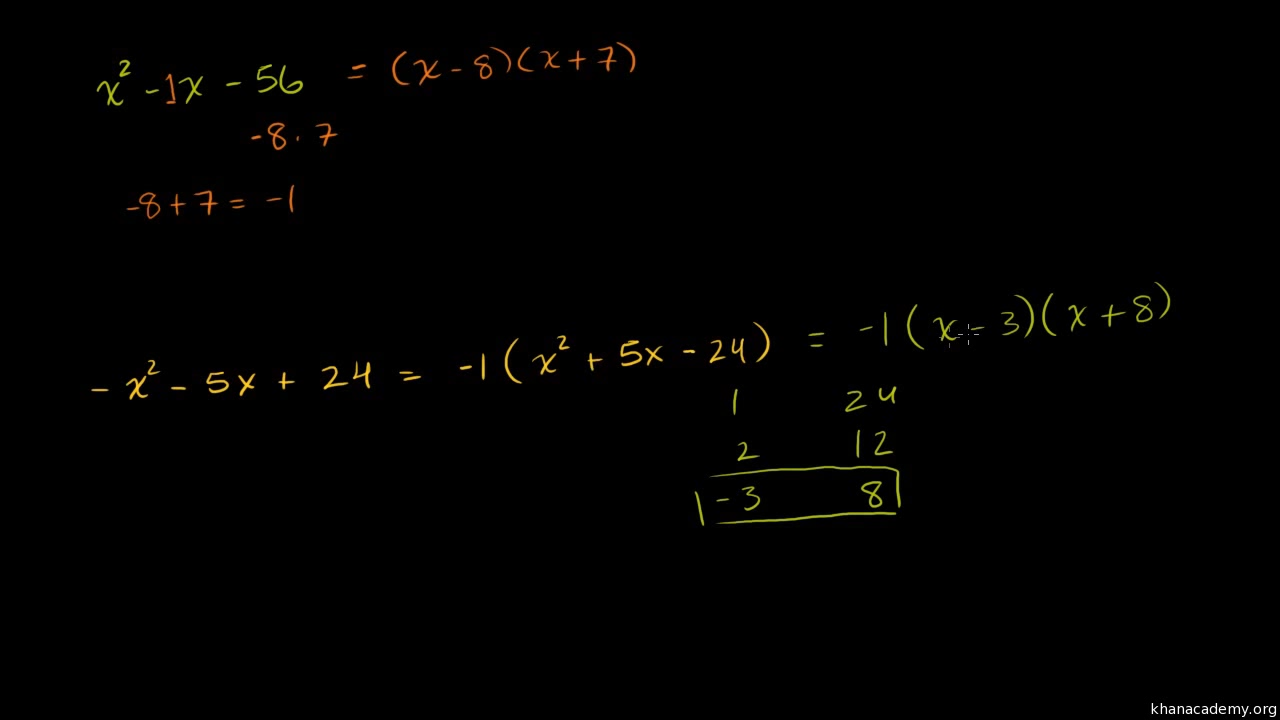 x² - 1x - 56 = (x - 8)(x + 7)
-8 · 7
-8 + 7 = -1
- x² - 5x + 24 = -1(x² + 5x - 24) = -1(x - 3)(x + 8)
1 24
2 12
-3 8
khanacademy.org